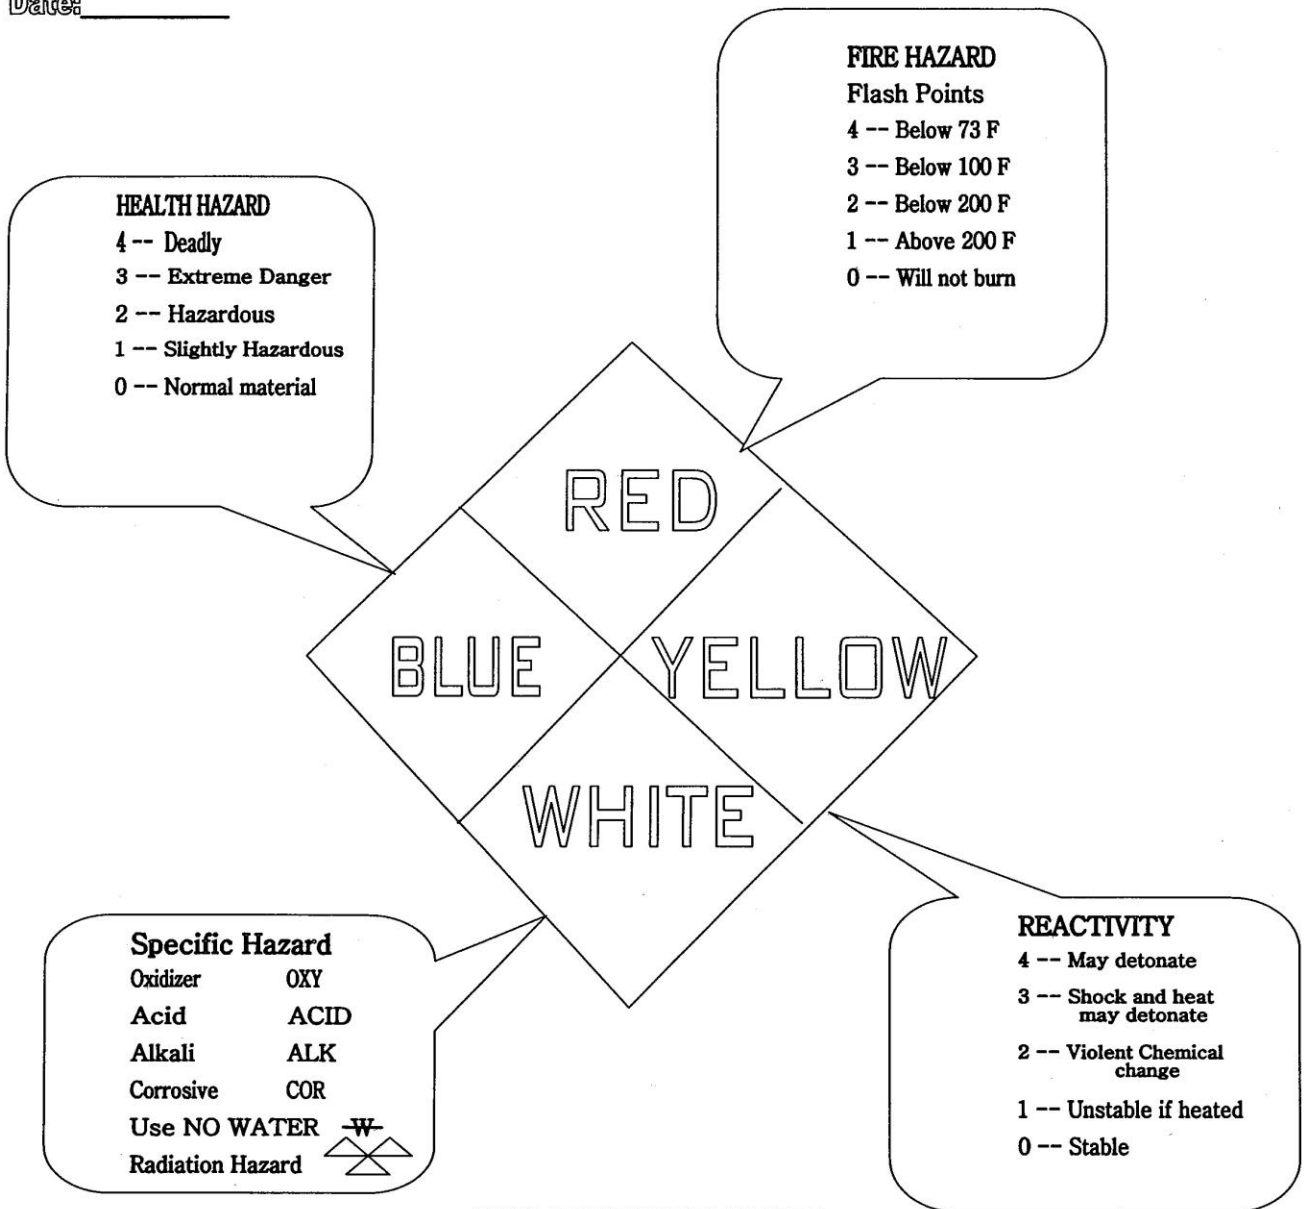 Date:
FIRE HAZARD
Flash Points
4 -- Below 73 F
3 -- Below 100 F
2 -- Below 200 F
1 -- Above 200 F
0 -- Will not burn
HEALTH HAZARD
4 -- Deadly
3 -- Extreme Danger
2 -- Hazardous
1 -- Slightly Hazardous
0 -- Normal material
RED
BLUE
YELLOW
WHITE
Specific Hazard
Oxidizer OXY
Acid ACID
Alkali ALK
Corrosive COR
Use NO WATER W
Radiation Hazard
REACTIVITY
4 -- May detonate
3 -- Shock and heat
may detonate
2 -- Violent Chemical
change
1 -- Unstable if heated
0 -- Stable